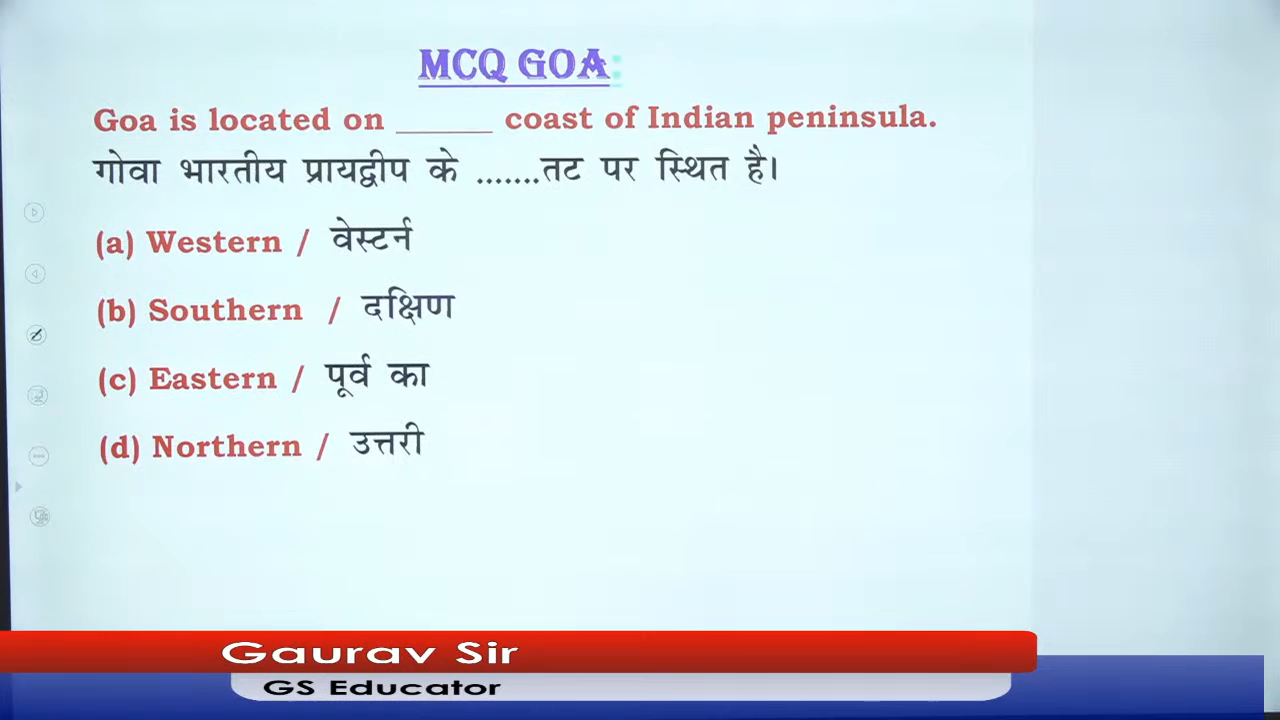 MCQ GOA:
Goa is located on ______ coast of Indian peninsula.
गोवा भारतीय प्रायद्वीप के .......तट पर स्थित है।
(a) Western / वेस्टर्न
(b) Southern / दक्षिण
(c) Eastern / पूर्व का
(d) Northern / उत्तरी
Gaurav Sir
GS Educator